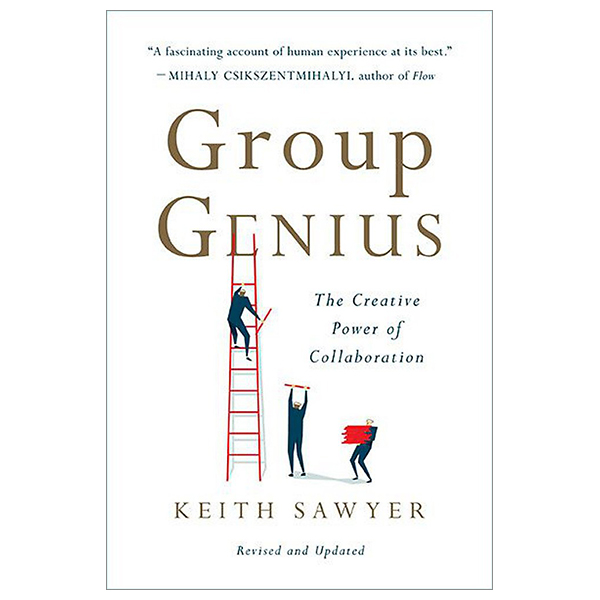 “A fascinating account of human experience at its best.”
— MIHALY CSIKSZENTMIHALYI, author of Flow
Group
GENIUS
The Creative
Power of
Collaboration
KEITH SAWYER
Revised and Updated